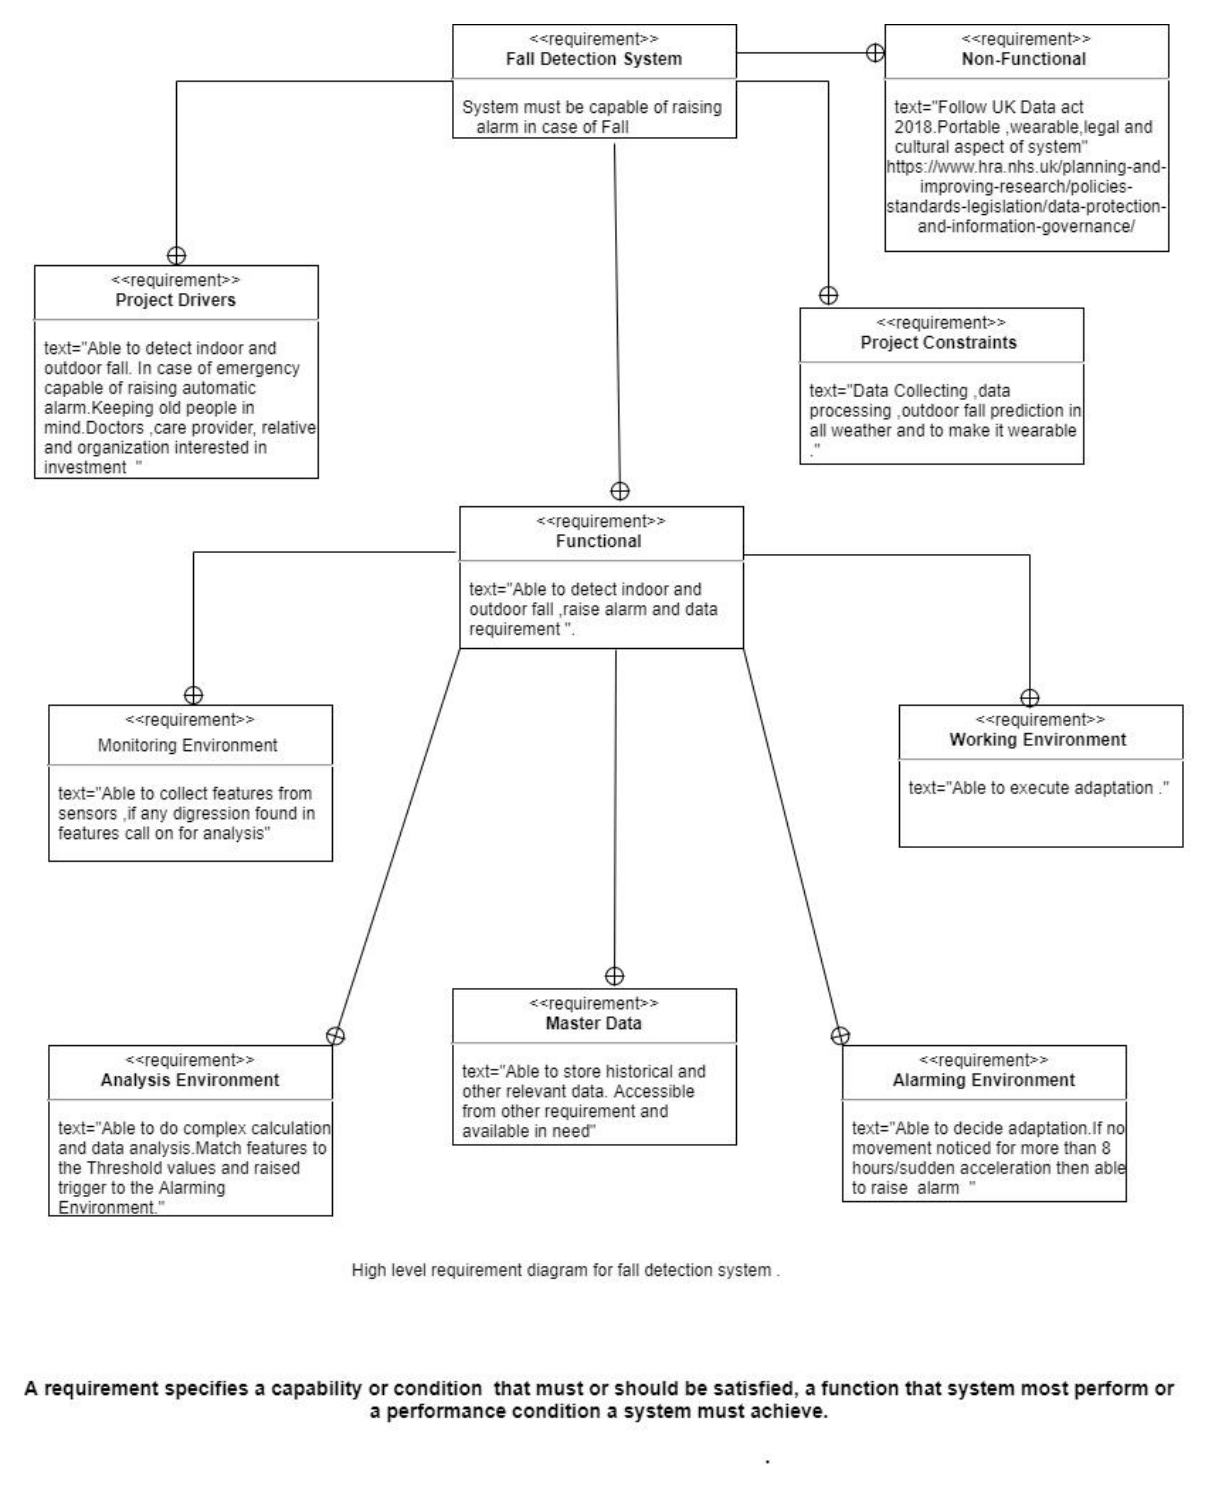 <<requirement>>
Fall Detection System
System must be capable of raising
alarm in case of Fall
<<requirement>>
Non-Functional
text="Follow UK Data act
2018.Portable ,wearable,legal and
cultural aspect of system"
https://www.hra.nhs.uk/planning-and-
improving-research/policies-
standards-legislation/data-protection-
and-information-governance/
<<requirement>>
Project Drivers
text="Able to detect indoor and
outdoor fall. In case of emergency
capable of raising automatic
alarm.Keeping old people in
mind.Doctors ,care provider, relative
and organization interested in
investment  "
<<requirement>>
Project Constraints
text="Data Collecting ,data
processing ,outdoor fall prediction in
all weather and to make it wearable
."
<<requirement>>
Functional
text="Able to detect indoor and
outdoor fall ,raise alarm and data
requirement ".
<<requirement>>
Monitoring Environment
text="Able to collect features from
sensors ,if any digression found in
features call on for analysis"
<<requirement>>
Working Environment
text="Able to execute adaptation ."
<<requirement>>
Analysis Environment
text="Able to do complex calculation
and data analysis.Match features to
the Threshold values and raised
trigger to the Alarming
Environment."
<<requirement>>
Master Data
text="Able to store historical and
other relevant data. Accessible
from other requirement and
available in need"
<<requirement>>
Alarming Environment
text="Able to decide adaptation.If no
movement noticed for more than 8
hours/sudden acceleration then able
to raise  alarm  "
High level requirement diagram for fall detection system .
A requirement specifies a capability or condition  that must or should be satisfied, a function that system most perform or
a performance condition a system must achieve.
.